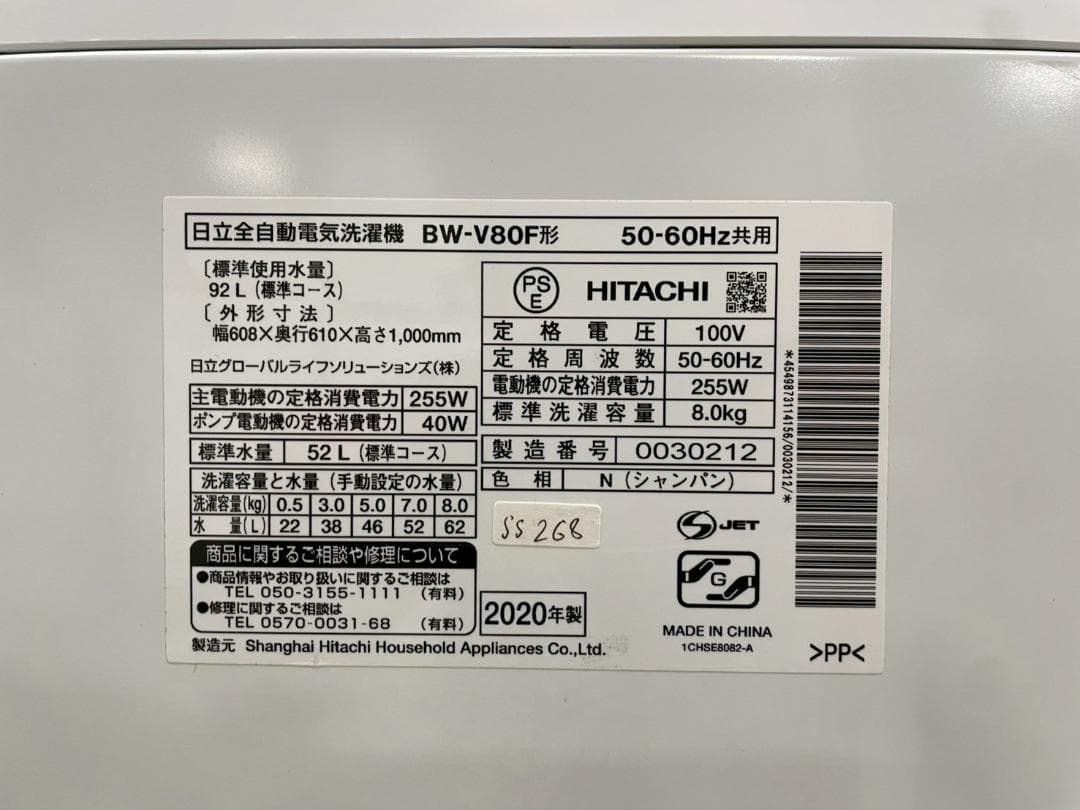 日立全自動電気洗濯機 BW-V80F形 50-60Hz共用
〔標準使用水量〕
92 L（標準コース）
〔外形寸法〕
幅608×奥行610×高さ1,000mm
日立グローバルライフソリューションズ(株)
主電動機の定格消費電力 255W
ポンプ電動機の定格消費電力 40W
標準水量 52 L（標準コース）
洗濯容量と水量（手動設定の水量）
洗濯容量(kg) 0.5 3.0 5.0 7.0 8.0
水量(L) 22 38 46 52 62
商品に関するご相談や修理について
●商品情報やお取り扱いに関するご相談は
TEL 050-3155-1111 （有料）
●修理に関するご相談は
TEL 0570-0031-68 （有料）
製造元 Shanghai Hitachi Household Appliances Co.,Ltd.
PS E HITACHI
定格電圧 100V
定格周波数 50-60Hz
電動機の定格消費電力 255W
標準洗濯容量 8.0kg
製造番号 0030212
色相 N（シャンパン）
SS 268
2020年製
S JET
G
MADE IN CHINA
1CHSE8082-A
*4549873114156/0030212/*
>PP<